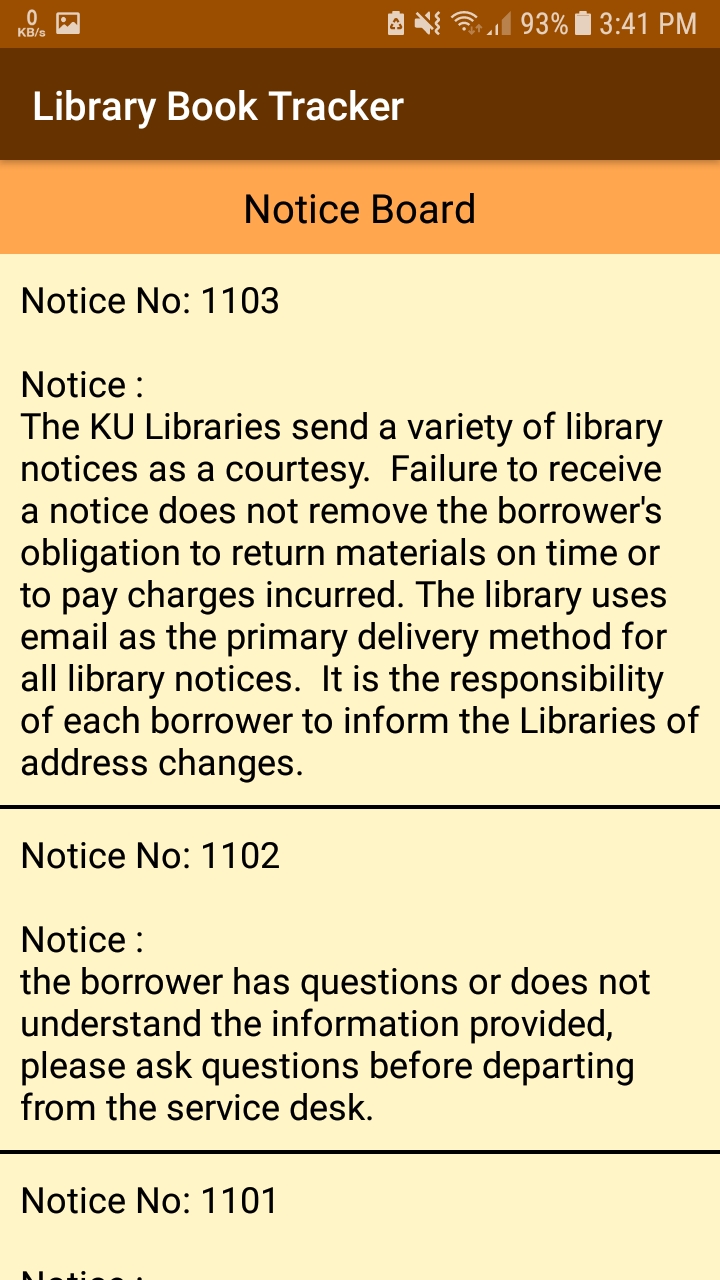 0
KB/s
93% 3:41 PM
Library Book Tracker
Notice Board
Notice No: 1103
Notice :
The KU Libraries send a variety of library
notices as a courtesy.  Failure to receive
a notice does not remove the borrower's
obligation to return materials on time or
to pay charges incurred. The library uses
email as the primary delivery method for
all library notices.  It is the responsibility
of each borrower to inform the Libraries of
address changes.
Notice No: 1102
Notice :
the borrower has questions or does not
understand the information provided,
please ask questions before departing
from the service desk.
Notice No: 1101
Notice :